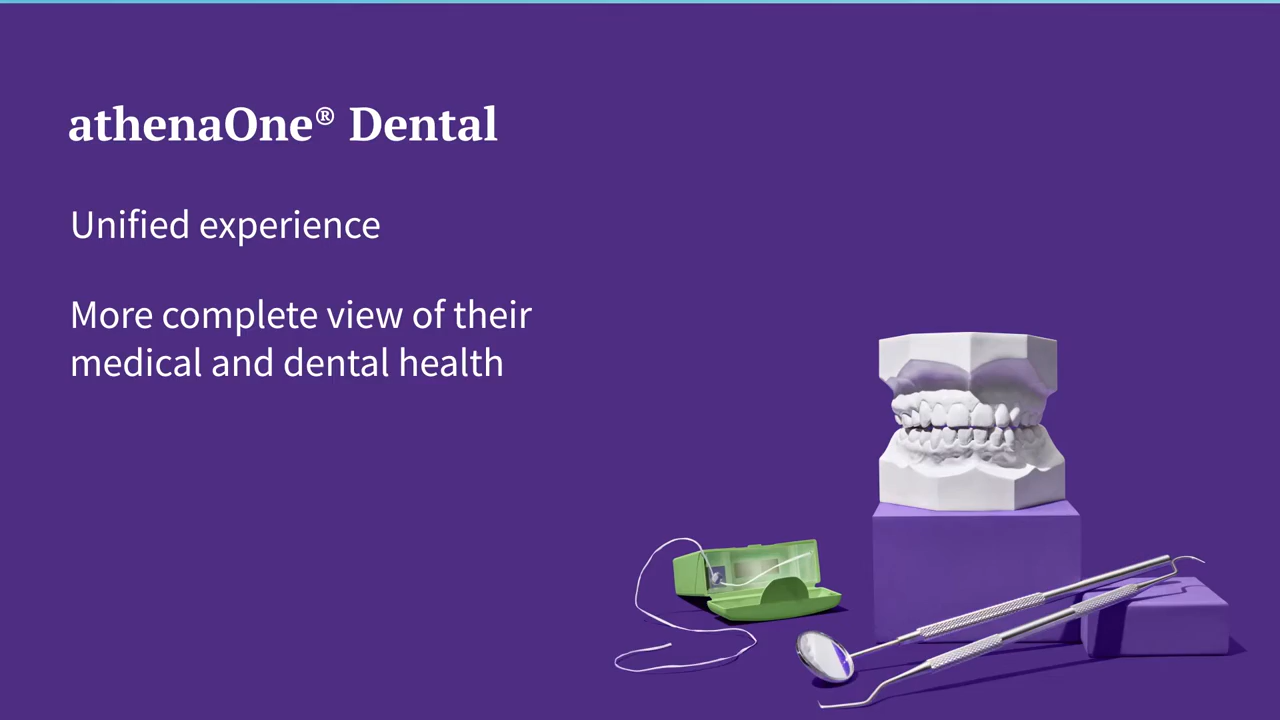 athenaOne® Dental
Unified experience
More complete view of their
medical and dental health